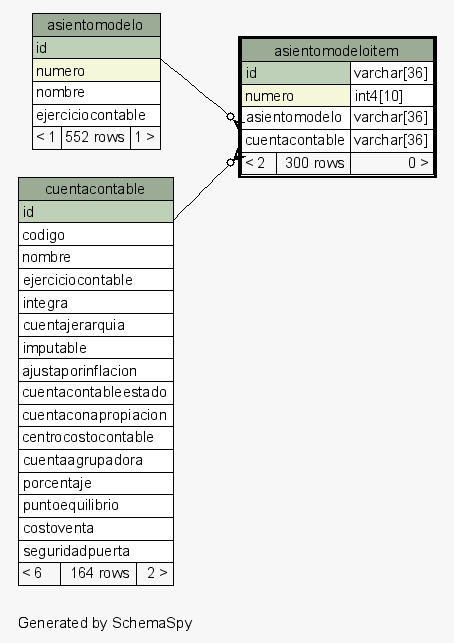 asientomodelo
id
numero
nombre
ejerciciocontable
< 1 552 rows 1 >
asientomodeloitem
id varchar[36]
numero int4[10]
asientomodelo varchar[36]
cuentacontable varchar[36]
< 2 300 rows 0 >
cuentacontable
id
codigo
nombre
ejerciciocontable
integra
cuentajerarquia
imputable
ajustaporinflacion
cuentacontableestado
cuentaconapropiacion
centrocostocontable
cuentaagrupadora
porcentaje
puntoequilibrio
costoventa
seguridadpuerta
< 6 164 rows 2 >
Generated by SchemaSpy